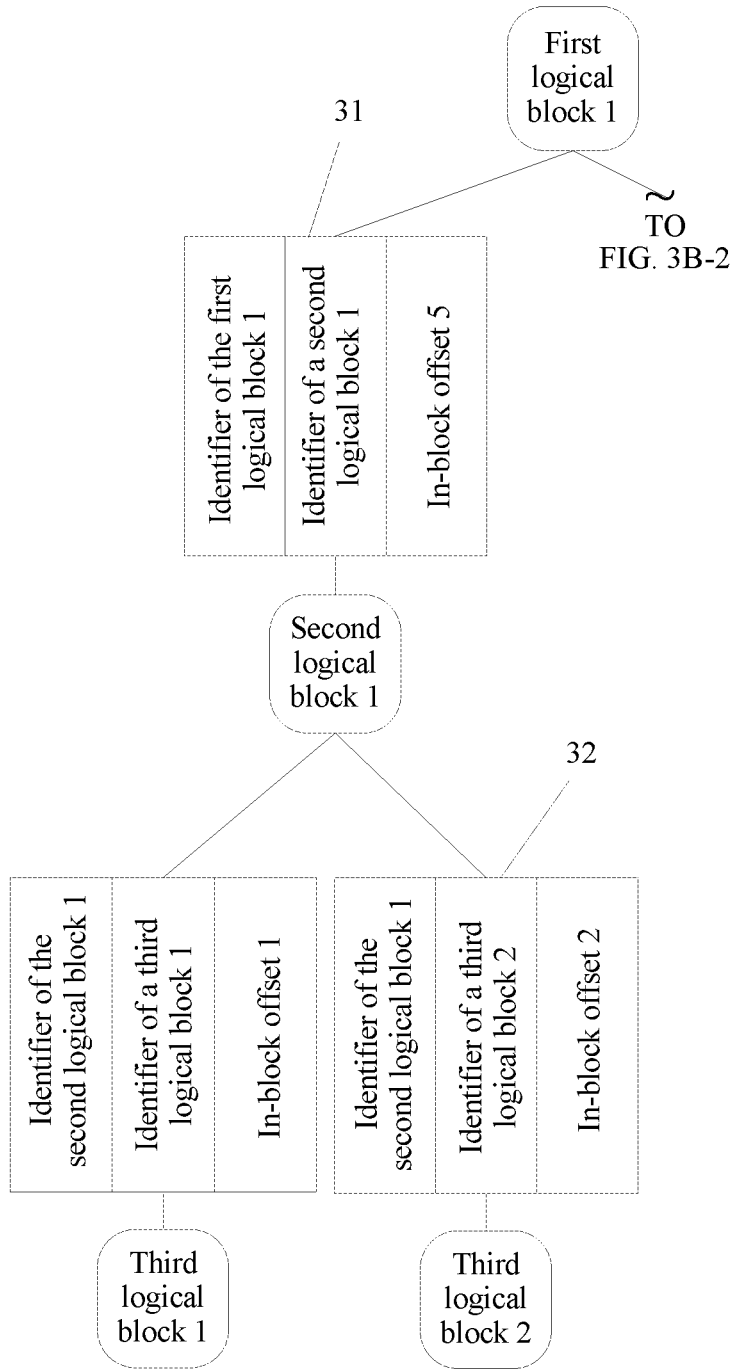 First
logical
block 1
31
TO
FIG. 3B-2
Identifier of the first
logical block 1
Identifier of a second
logical block 1
In-block offset 5
Second
logical
block 1
32
Identifier of the
second logical block 1
Identifier of a third
logical block 1
In-block offset 1
Identifier of the
second logical block 1
Identifier of a third
logical block 2
In-block offset 2
Third
logical
block 1
Third
logical
block 2